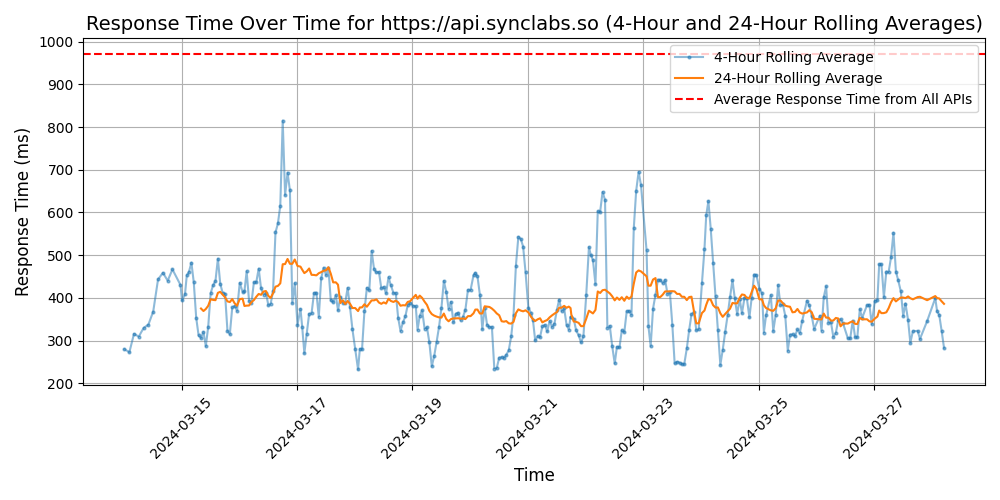 Response Time Over Time for https://api.synclabs.so (4-Hour and 24-Hour Rolling Averages)
4-Hour Rolling Average
24-Hour Rolling Average
Average Response Time from All APIs
Response Time (ms)
1000
900
800
700
600
500
400
300
200
2024-03-15
2024-03-17
2024-03-19
2024-03-21
2024-03-23
2024-03-25
2024-03-27
Time